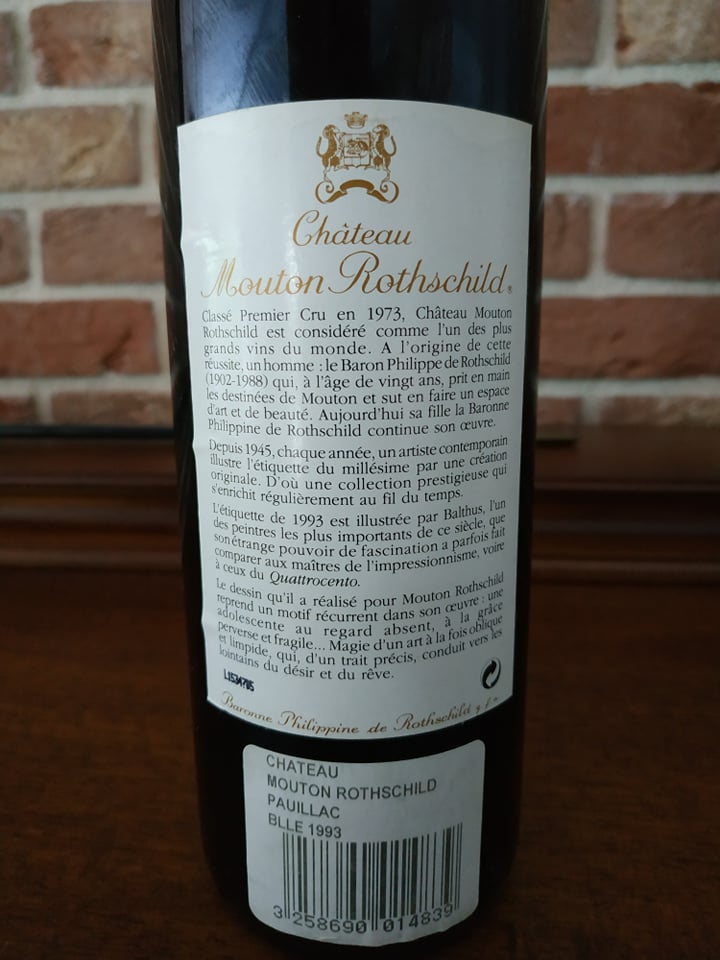 Château
Mouton Rothschild®
Classé Premier Cru en 1973, Château Mouton
Rothschild est considéré comme l'un des plus
grands vins du monde. A l'origine de cette
réussite, un homme : le Baron Philippe de Rothschild
(1902-1988) qui, à l'âge de vingt ans, prit en main
les destinées de Mouton et sut en faire un espace
d'art et de beauté. Aujourd'hui sa fille la Baronne
Philippine de Rothschild continue son œuvre.
Depuis 1945, chaque année, un artiste contemporain
illustre l'étiquette du millésime par une création
originale. D'où une collection prestigieuse qui
s'enrichit régulièrement au fil du temps.
L'étiquette de 1993 est illustrée par Balthus, l'un
des peintres les plus importants de ce siècle, que
son étrange pouvoir de fascination a parfois fait
comparer aux maîtres de l'impressionnisme, voire
à ceux du Quattrocento.
Le dessin qu'il a réalisé pour Mouton Rothschild
reprend un motif récurrent dans son œuvre : une
adolescente au regard absent, à la grâce
perverse et fragile... Magie d'un art à la fois oblique
et limpide, qui, d'un trait précis, conduit vers les
lointains du désir et du rêve.
Baronne Philippine de Rothschild g.f.a.
CHATEAU
MOUTON ROTHSCHILD
PAUILLAC
BLLE 1993
3 258690 014839